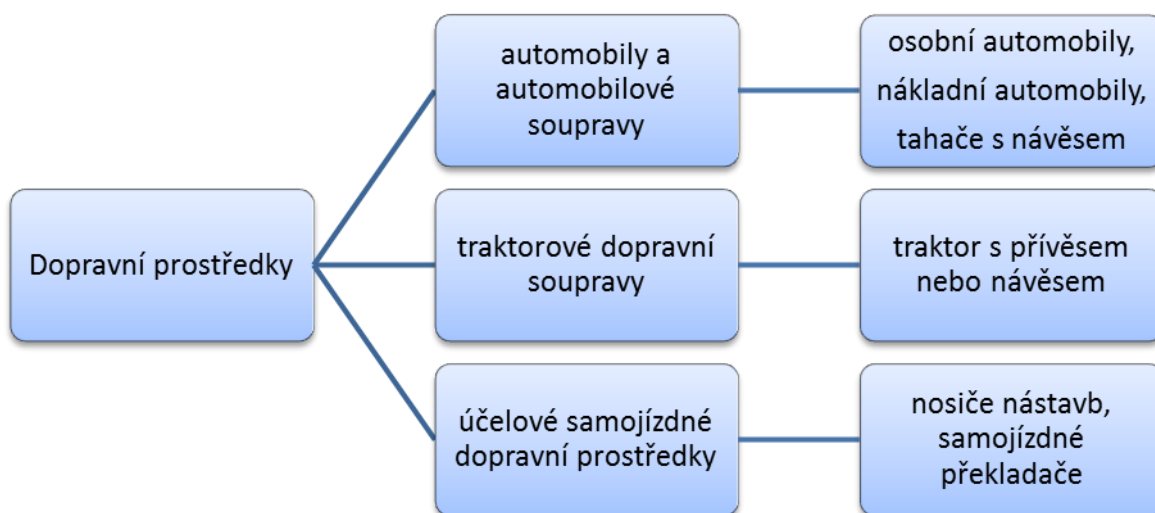 Dopravní prostředky
automobily a
automobilové
soupravy
osobní automobily,
nákladní automobily,
tahače s návěsem
traktorové dopravní
soupravy
traktor s přívěsem
nebo návěsem
účelové samojízdné
dopravní prostředky
nosiče nástavb,
samojízdné
překladače